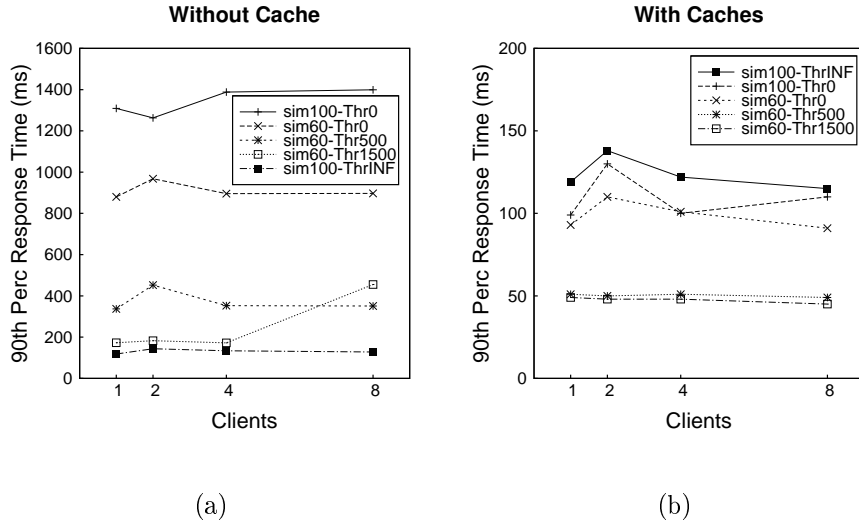 Without Cache
1600
1400
1200
1000
800
600
400
200
0
90th Perc Response Time (ms)
sim100-Thr0
sim60-Thr0
sim60-Thr500
sim60-Thr1500
sim100-ThrINF
1 2 4 8
Clients
(a)
With Caches
200
150
100
50
0
90th Perc Response Time (ms)
sim100-ThrINF
sim100-Thr0
sim60-Thr0
sim60-Thr500
sim60-Thr1500
1 2 4 8
Clients
(b)